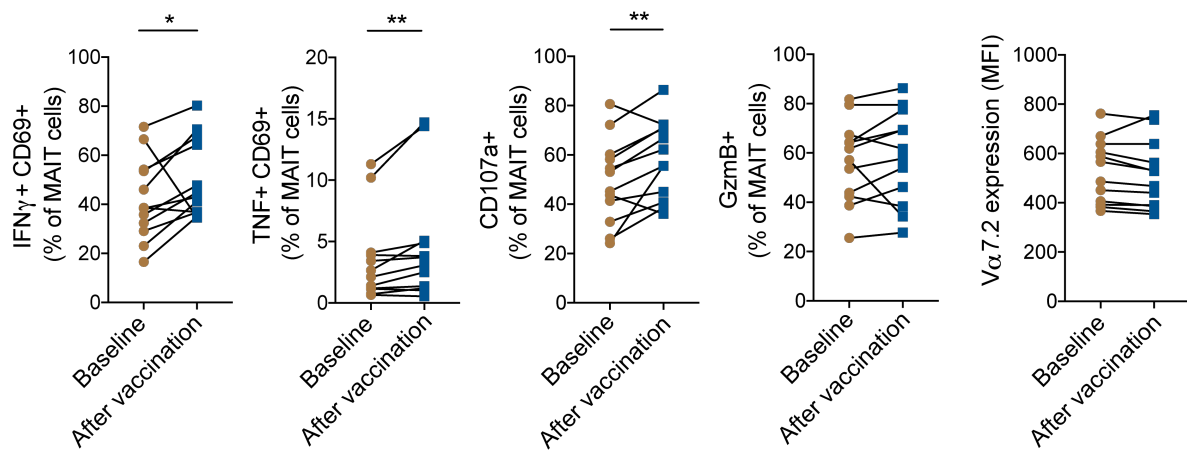 IFNγ+ CD69+
(% of MAIT cells)
*
100
80
60
40
20
0
Baseline
After vaccination
TNF+ CD69+
(% of MAIT cells)
**
20
15
10
5
0
Baseline
After vaccination
CD107a+
(% of MAIT cells)
**
100
80
60
40
20
0
Baseline
After vaccination
GzmB+
(% of MAIT cells)
100
80
60
40
20
0
Baseline
After vaccination
Vα7.2 expression (MFI)
1000
800
600
400
200
0
Baseline
After vaccination